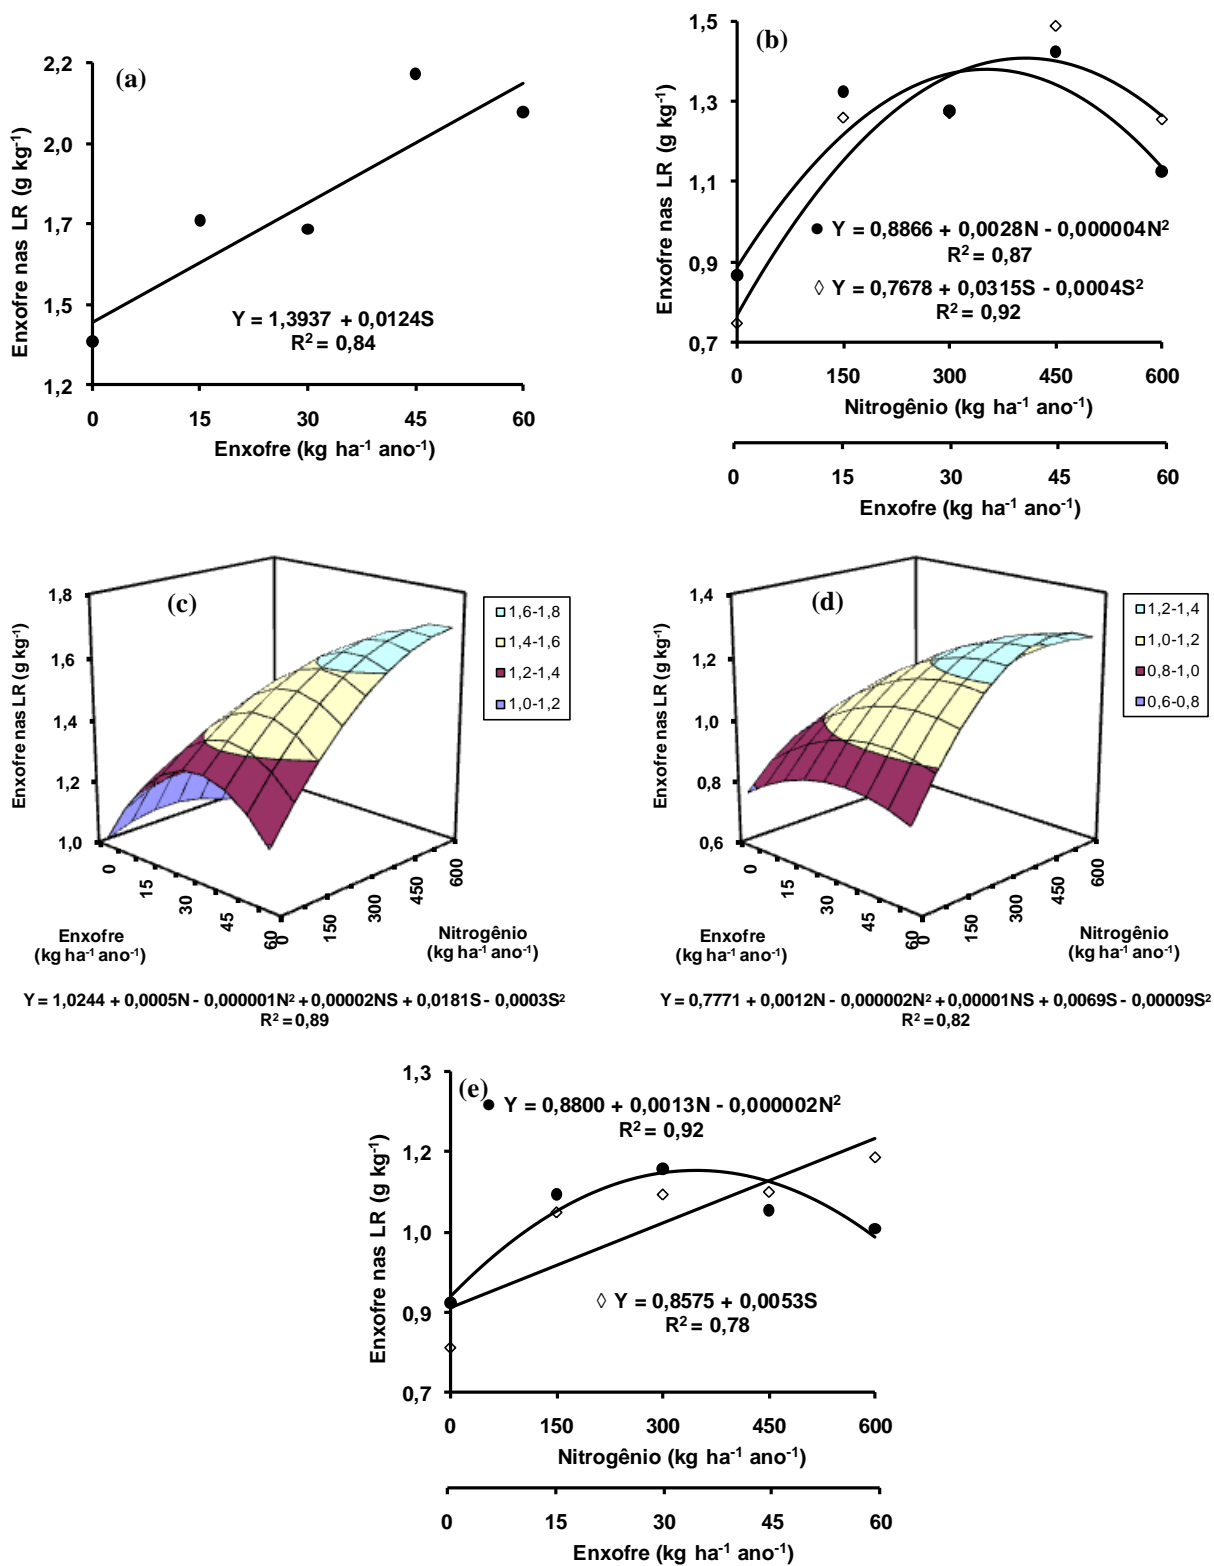 (a)
2,2
2,0
1,7
1,5
1,2
Enxofre nas LR (g kg⁻¹)
Y = 1,3937 + 0,0124S
R² = 0,84
0 15 30 45 60
Enxofre (kg ha⁻¹ ano⁻¹)
(b)
1,5
1,3
1,1
0,9
0,7
Enxofre nas LR (g kg⁻¹)
Y = 0,8866 + 0,0028N - 0,000004N²
R² = 0,87
Y = 0,7678 + 0,0315S - 0,0004S²
R² = 0,92
0 150 300 450 600
Nitrogênio (kg ha⁻¹ ano⁻¹)
0 15 30 45 60
Enxofre (kg ha⁻¹ ano⁻¹)
(c)
1,8
1,6
1,4
1,2
1,0
Enxofre nas LR (g kg⁻¹)
1,6-1,8
1,4-1,6
1,2-1,4
1,0-1,2
0 15 30 45 60
0 150 300 450 600
Enxofre
(kg ha⁻¹ ano⁻¹)
Nitrogênio
(kg ha⁻¹ ano⁻¹)
Y = 1,0244 + 0,0005N - 0,000001N² + 0,00002NS + 0,0181S - 0,0003S²
R² = 0,89
(d)
1,4
1,2
1,0
0,8
0,6
Enxofre nas LR (g kg⁻¹)
1,2-1,4
1,0-1,2
0,8-1,0
0,6-0,8
0 15 30 45 60
0 150 300 450 600
Enxofre
(kg ha⁻¹ ano⁻¹)
Nitrogênio
(kg ha⁻¹ ano⁻¹)
Y = 0,7771 + 0,0012N - 0,000002N² + 0,00001NS + 0,0069S - 0,00009S²
R² = 0,82
(e)
1,3
1,2
1,0
0,9
0,7
Enxofre nas LR (g kg⁻¹)
Y = 0,8800 + 0,0013N - 0,000002N²
R² = 0,92
Y = 0,8575 + 0,0053S
R² = 0,78
0 150 300 450 600
Nitrogênio (kg ha⁻¹ ano⁻¹)
0 15 30 45 60
Enxofre (kg ha⁻¹ ano⁻¹)